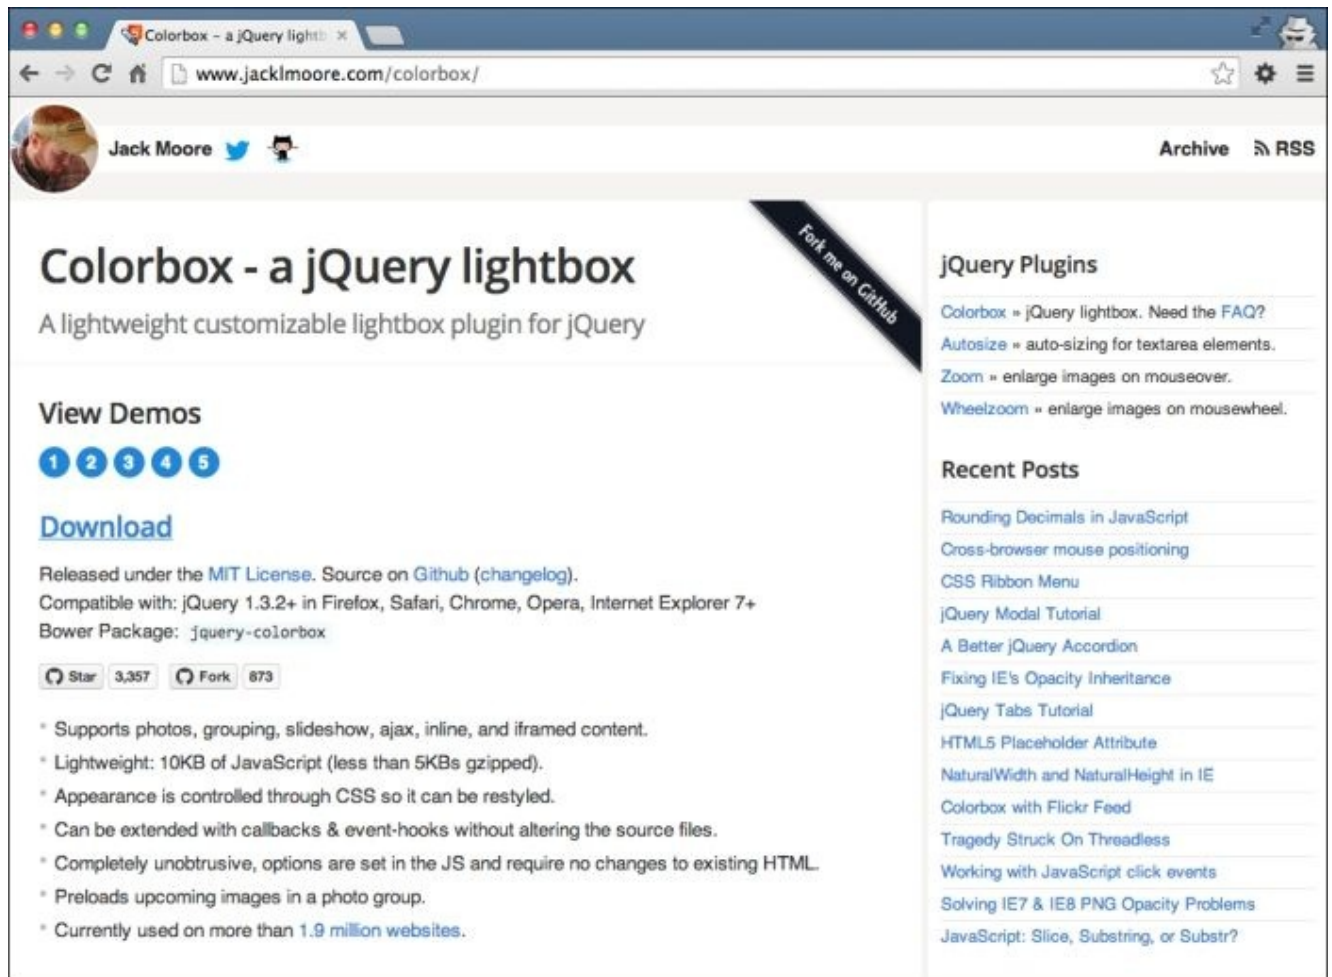 Colorbox - a jQuery lightb
www.jacklmoore.com/colorbox/
Jack Moore
Archive RSS
Colorbox - a jQuery lightbox
A lightweight customizable lightbox plugin for jQuery
Fork me on GitHub
View Demos
1 2 3 4 5
Download
Released under the MIT License. Source on Github (changelog).
Compatible with: jQuery 1.3.2+ in Firefox, Safari, Chrome, Opera, Internet Explorer 7+
Bower Package: jquery-colorbox
Star 3,357 Fork 873
* Supports photos, grouping, slideshow, ajax, inline, and iframed content.
* Lightweight: 10KB of JavaScript (less than 5KBs gzipped).
* Appearance is controlled through CSS so it can be restyled.
* Can be extended with callbacks & event-hooks without altering the source files.
* Completely unobtrusive, options are set in the JS and require no changes to existing HTML.
* Preloads upcoming images in a photo group.
* Currently used on more than 1.9 million websites.
jQuery Plugins
Colorbox » jQuery lightbox. Need the FAQ?
Autosize » auto-sizing for textarea elements.
Zoom » enlarge images on mouseover.
Wheelzoom » enlarge images on mousewheel.
Recent Posts
Rounding Decimals in JavaScript
Cross-browser mouse positioning
CSS Ribbon Menu
jQuery Modal Tutorial
A Better jQuery Accordion
Fixing IE's Opacity Inheritance
jQuery Tabs Tutorial
HTML5 Placeholder Attribute
NaturalWidth and NaturalHeight in IE
Colorbox with Flickr Feed
Tragedy Struck On Threadless
Working with JavaScript click events
Solving IE7 & IE8 PNG Opacity Problems
JavaScript: Slice, Substring, or Substr?